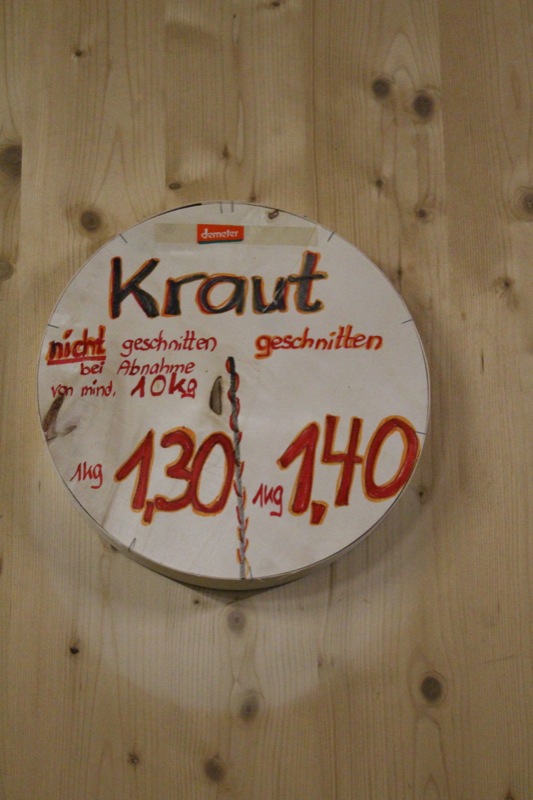 demeter
Kraut
nicht geschnitten
bei Abnahme
von mind. 10kg
1kg 1,30
geschnitten
1kg 1,40